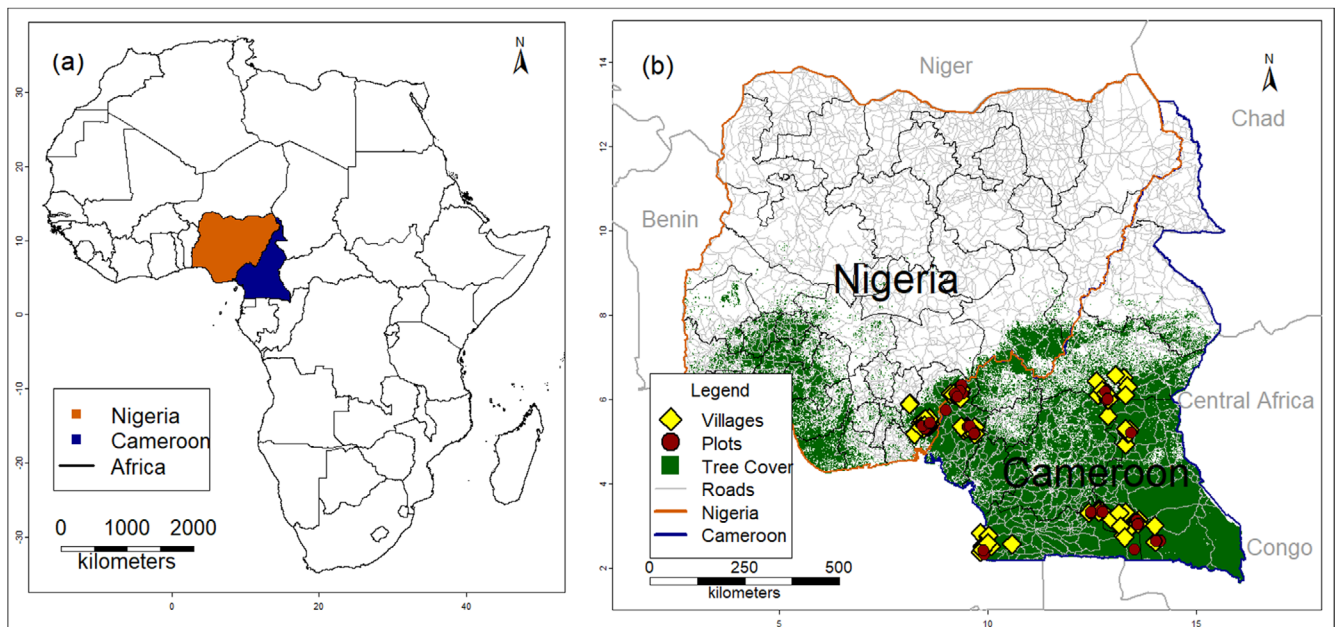 (a)
N
30
20
10
0
-10
-20
-30
Nigeria
Cameroon
Africa
0 1000 2000
kilometers
0 20 40
(b)
N
Niger
Chad
Benin
Nigeria
Central Africa
Cameroon
Congo
14
12
10
8
6
4
2
Legend
Villages
Plots
Tree Cover
Roads
Nigeria
Cameroon
0 250 500
kilometers
5 10 15